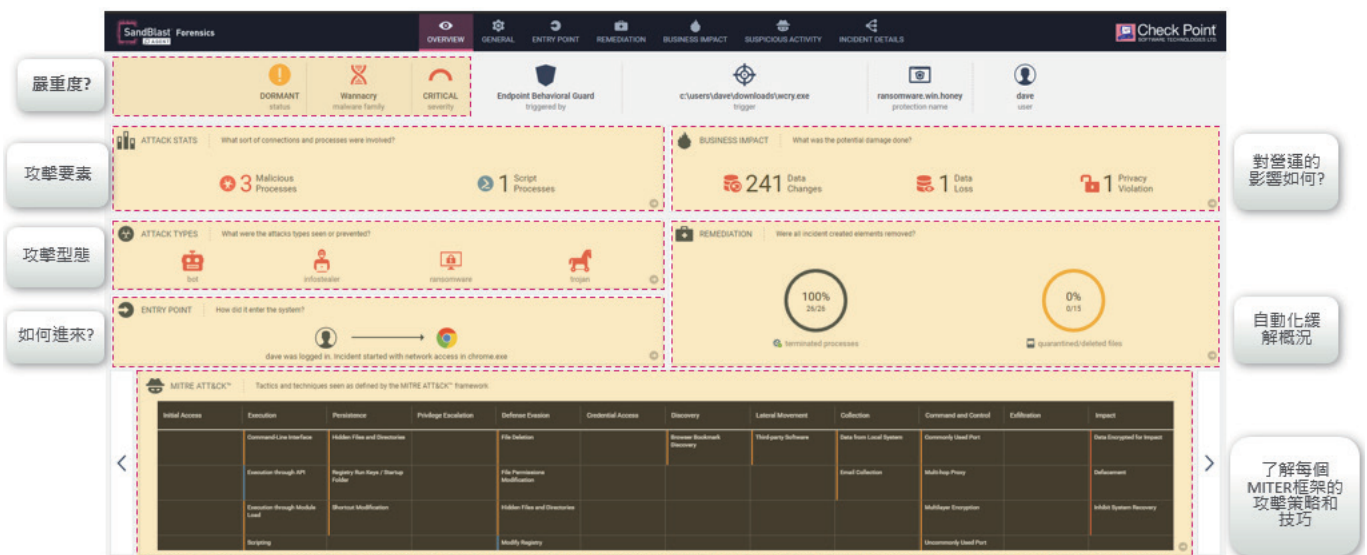 SandBlast Forensics
AGENT
OVERVIEW
GENERAL
ENTRY POINT
REMEDIATION
BUSINESS IMPACT
SUSPICIOUS ACTIVITY
INCIDENT DETAILS
Check Point
SOFTWARE TECHNOLOGIES LTD.
嚴重度?
DORMANT
status
Wannacry
malware family
CRITICAL
severity
Endpoint Behavioral Guard
triggered by
c:\users\dave\downloads\wcry.exe
trigger
ransomware.win.honey
protection name
dave
user
攻擊要素
ATTACK STATS What sort of connections and processes were involved?
3 Malicious Processes
1 Script Processes
BUSINESS IMPACT What was the potential damage done?
241 Data Changes
1 Data Loss
1 Privacy Violation
對營運的
影響如何?
攻擊型態
ATTACK TYPES What were the attacks types seen or prevented?
bot
infostealer
ransomware
trojan
REMEDIATION Were all incident created elements removed?
100%
26/26
terminated processes
0%
0/15
quarantined/deleted files
自動化緩
解概況
如何進來?
ENTRY POINT How did it enter the system?
dave was logged in. Incident started with network access in chrome.exe
MITRE ATT&CK™ Tactics and techniques seen as defined by the MITRE ATT&CK™ framework
Initial Access Execution Persistence Privilege Escalation Defense Evasion Credential Access Discovery Lateral Movement Collection Command and Control Exfiltration Impact
Command-Line Interface
Hidden Files and Directories
File Deletion
Browser Bookmark Discovery
Third-party Software
Data from Local System
Commonly Used Port
Data Encrypted for Impact
Execution through API
Registry Run Keys / Startup Folder
File Permissions Modification
Email Collection
Multi-hop Proxy
Defacement
Execution through Module Load
Shortcut Modification
Hidden Files and Directories
Multilayer Encryption
Inhibit System Recovery
Scripting
Modify Registry
Uncommonly Used Port
了解每個
MITER框架的
攻擊策略和
技巧